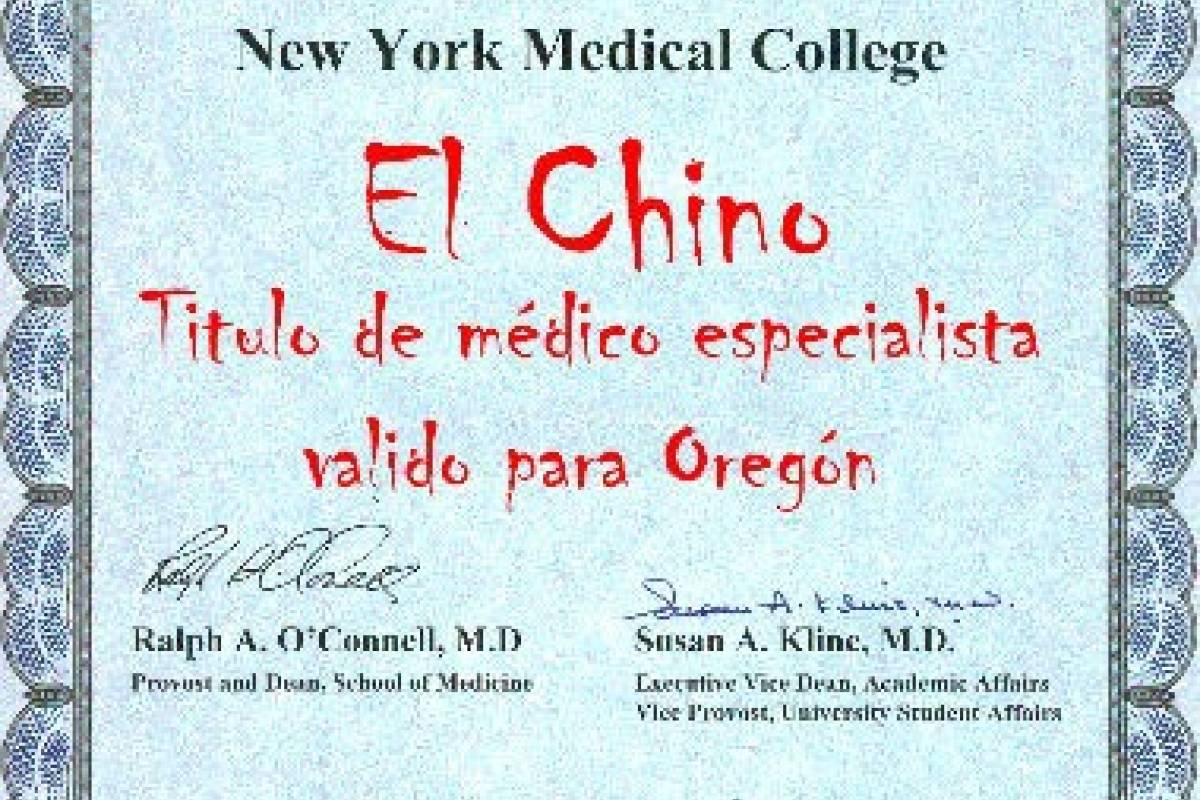 New York Medical College
El Chino
Titulo de médico especialista
valido para Oregón
Ralph A. O'Connell, M.D
Susan A. Kline, M.D.
Provost and Dean, School of Medicine
Executive Vice Dean, Academic Affairs
Vice Provost, University Student Affairs